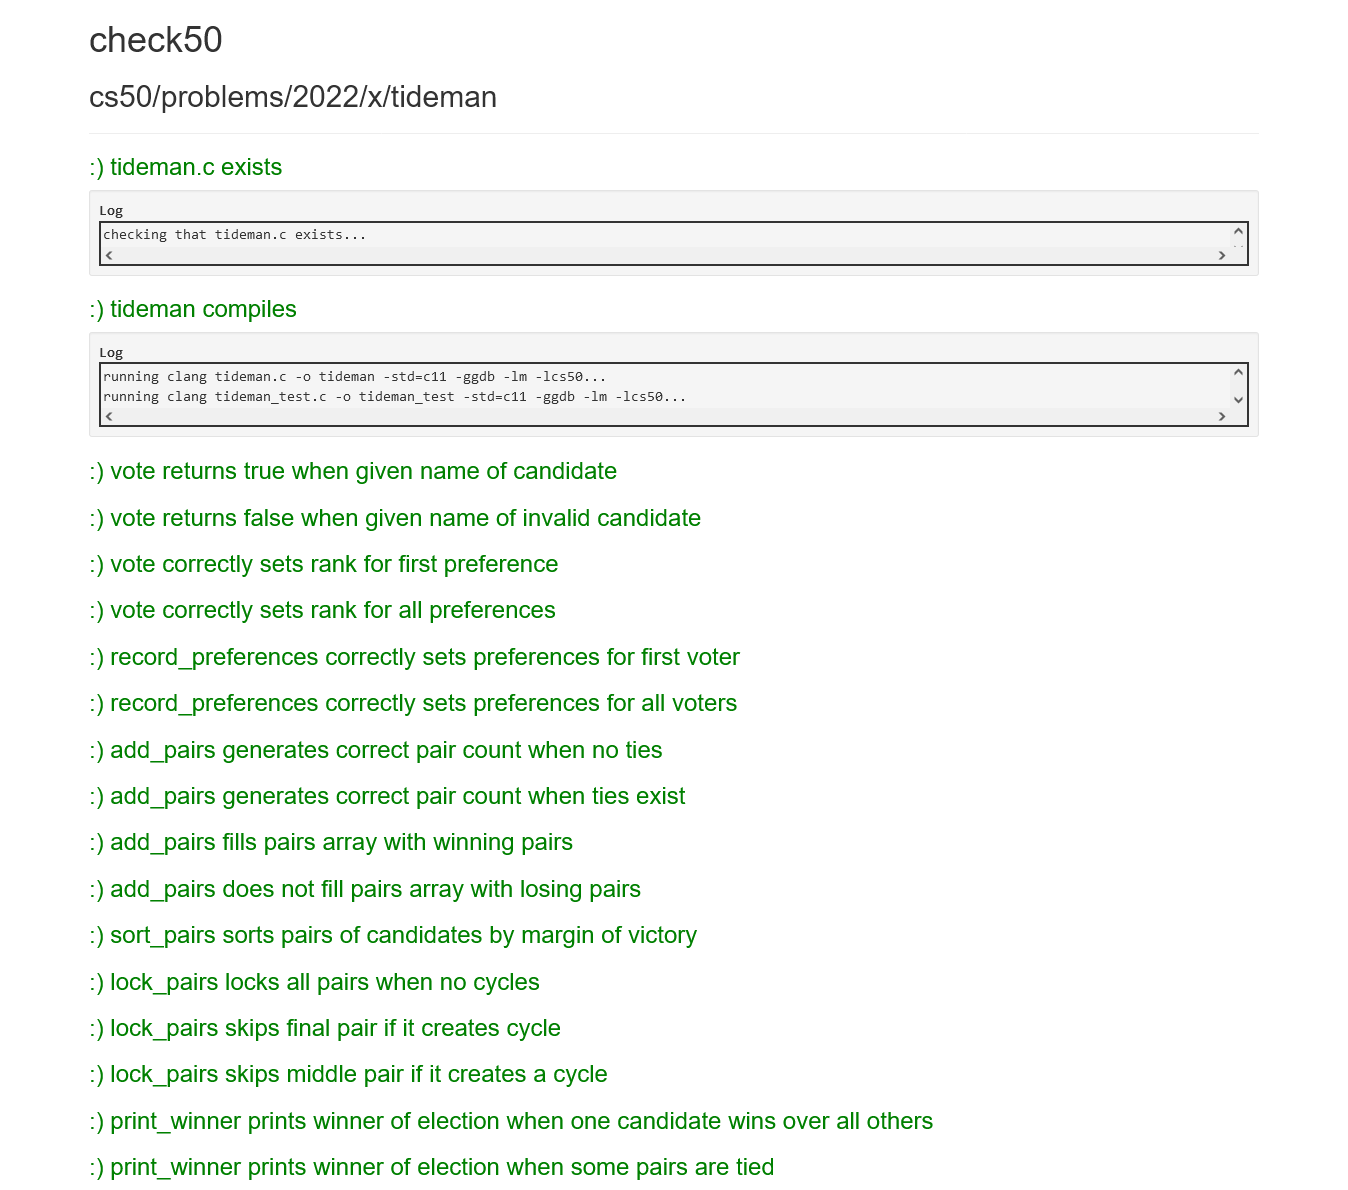 check50
cs50/problems/2022/x/tideman
:) tideman.c exists
Log
checking that tideman.c exists...
:) tideman compiles
Log
running clang tideman.c -o tideman -std=c11 -ggdb -lm -lcs50...
running clang tideman_test.c -o tideman_test -std=c11 -ggdb -lm -lcs50...
:) vote returns true when given name of candidate
:) vote returns false when given name of invalid candidate
:) vote correctly sets rank for first preference
:) vote correctly sets rank for all preferences
:) record_preferences correctly sets preferences for first voter
:) record_preferences correctly sets preferences for all voters
:) add_pairs generates correct pair count when no ties
:) add_pairs generates correct pair count when ties exist
:) add_pairs fills pairs array with winning pairs
:) add_pairs does not fill pairs array with losing pairs
:) sort_pairs sorts pairs of candidates by margin of victory
:) lock_pairs locks all pairs when no cycles
:) lock_pairs skips final pair if it creates cycle
:) lock_pairs skips middle pair if it creates a cycle
:) print_winner prints winner of election when one candidate wins over all others
:) print_winner prints winner of election when some pairs are tied